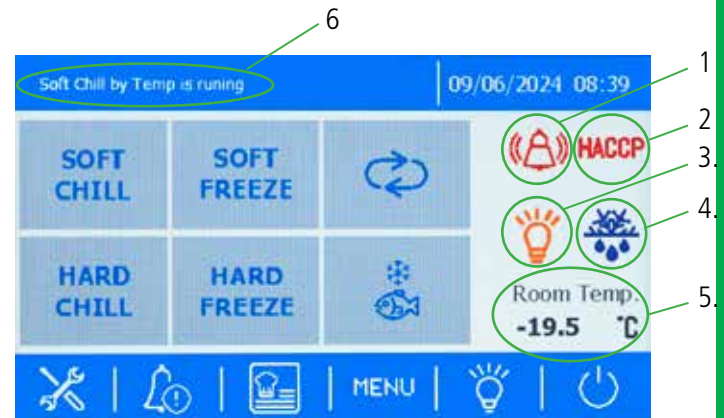 6
Soft Chill by Temp is runing
09/06/2024 08:39
1
2
3.
4.
5.
SOFT
CHILL
SOFT
FREEZE
HACCP
HARD
CHILL
HARD
FREEZE
Room Temp.
-19.5 °C
MENU